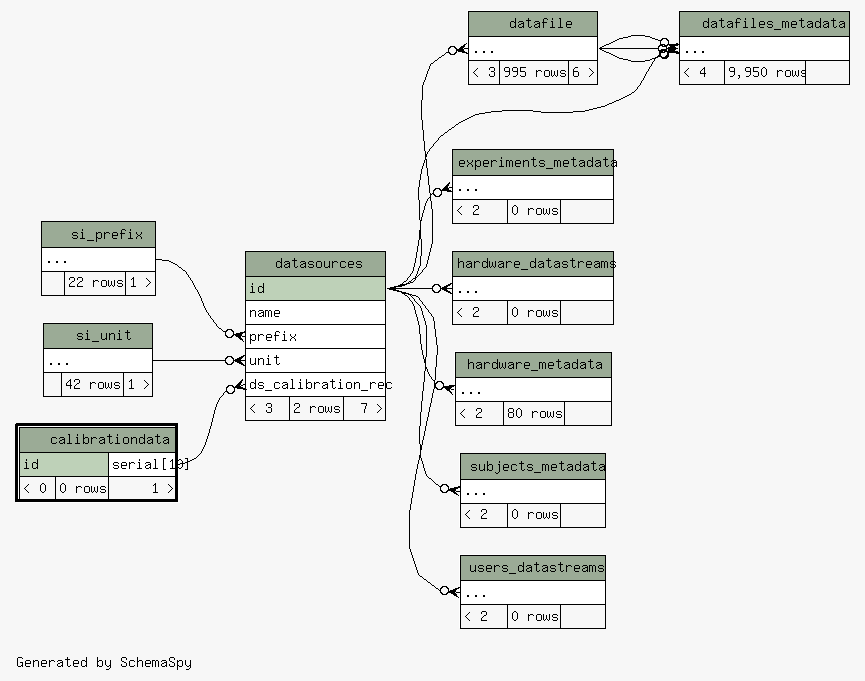 datafile
...
< 3 995 rows 6 >
datafiles_metadata
...
< 4 9,950 rows
experiments_metadata
...
< 2 0 rows
si_prefix
...
22 rows 1 >
si_unit
...
42 rows 1 >
calibrationdata
id serial[10]
< 0 0 rows 1 >
datasources
id
name
prefix
unit
ds_calibration_rec
< 3 2 rows 7 >
hardware_datastreams
...
< 2 0 rows
hardware_metadata
...
< 2 80 rows
subjects_metadata
...
< 2 0 rows
users_datastreams
...
< 2 0 rows
Generated by SchemaSpy